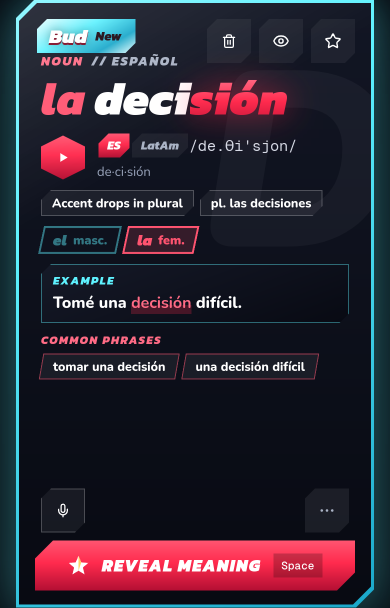 Bud New
NOUN // ESPAÑOL
la decisión
ES LatAm /de.θiˈsjon/
de·ci·sión
Accent drops in plural pl. las decisiones
el masc. la fem.
EXAMPLE
Tomé una decisión difícil.
COMMON PHRASES
tomar una decisión una decisión difícil
REVEAL MEANING Space